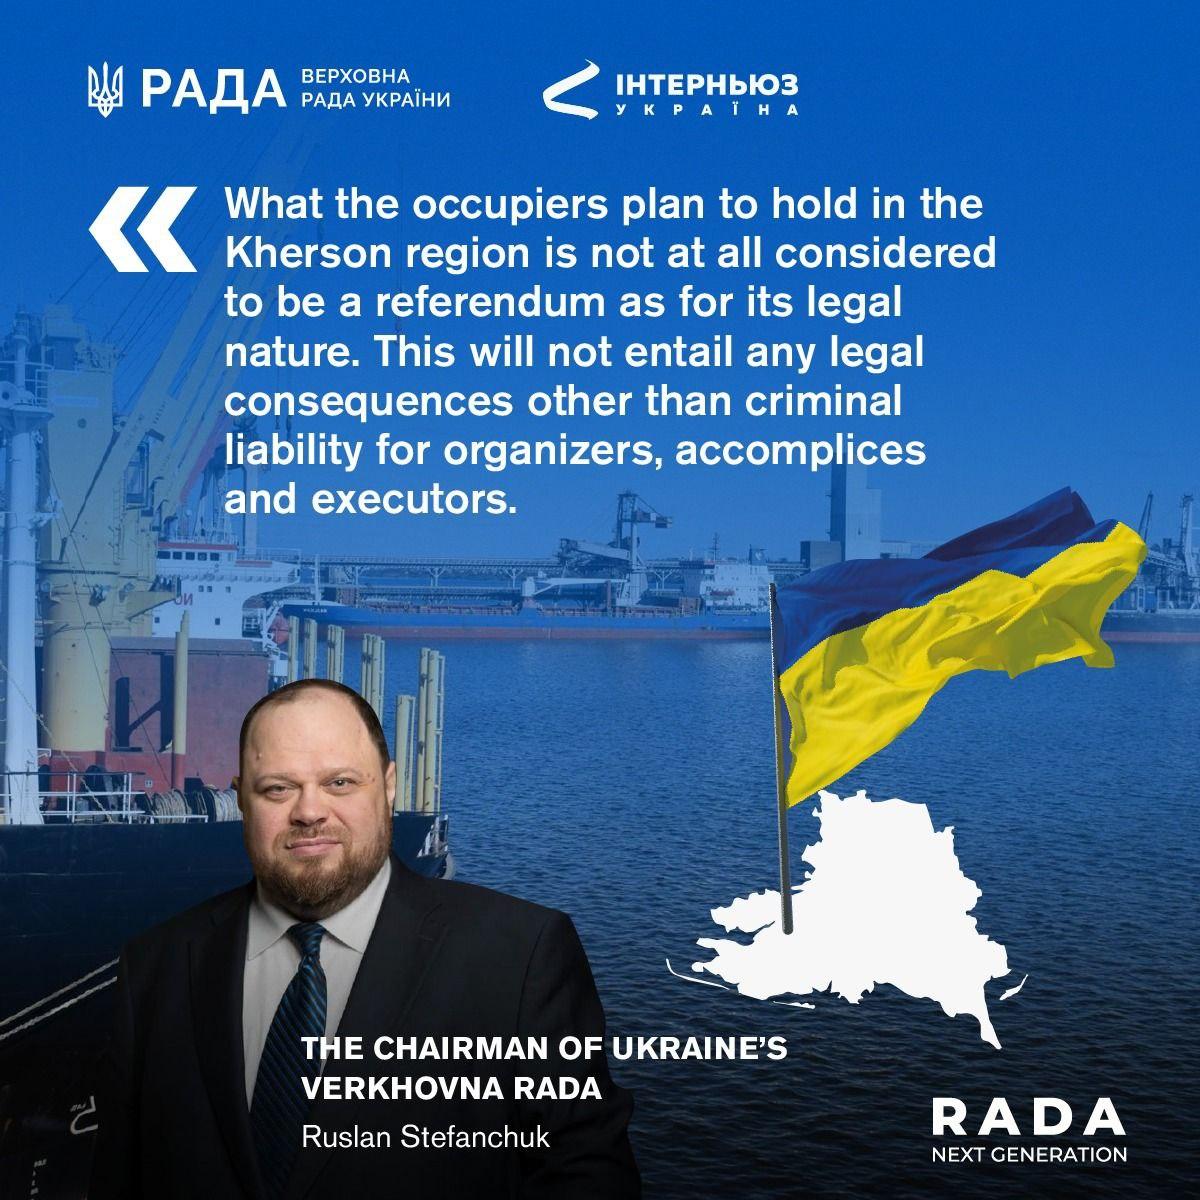 РАДА
ВЕРХОВНА
РАДА УКРАЇНИ
ІНТЕРНЬЮЗ
УКРАЇНА
What the occupiers plan to hold in the
Kherson region is not at all considered
to be a referendum as for its legal
nature. This will not entail any legal
consequences other than criminal
liability for organizers, accomplices
and executors.
THE CHAIRMAN OF UKRAINE'S
VERKHOVNA RADA
Ruslan Stefanchuk
RADA
NEXT GENERATION